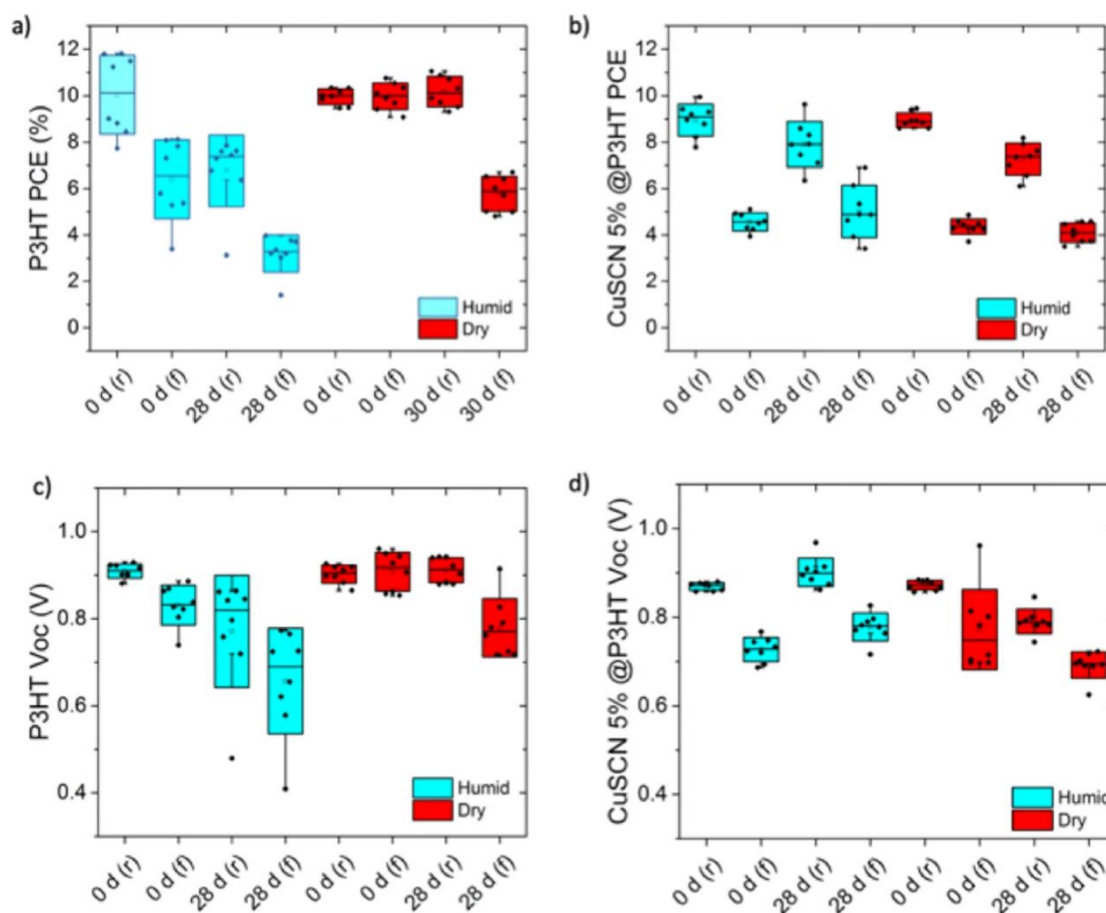 a)
P3HT PCE (%)
12
10
8
6
4
2
0
Humid
Dry
0 d (r)
0 d (f)
28 d (r)
28 d (f)
0 d (r)
0 d (f)
30 d (r)
30 d (f)
b)
CuSCN 5% @P3HT PCE
12
10
8
6
4
2
0
Humid
Dry
0 d (r)
0 d (f)
28 d (r)
28 d (f)
0 d (r)
0 d (f)
28 d (r)
28 d (f)
c)
P3HT Voc (V)
1.0
0.8
0.6
0.4
Humid
Dry
0 d (r)
0 d (f)
28 d (r)
28 d (f)
0 d (r)
0 d (f)
28 d (r)
28 d (f)
d)
CuSCN 5% @P3HT Voc (V)
1.0
0.8
0.6
0.4
Humid
Dry
0 d (r)
0 d (f)
28 d (r)
28 d (f)
0 d (r)
0 d (f)
28 d (r)
28 d (f)